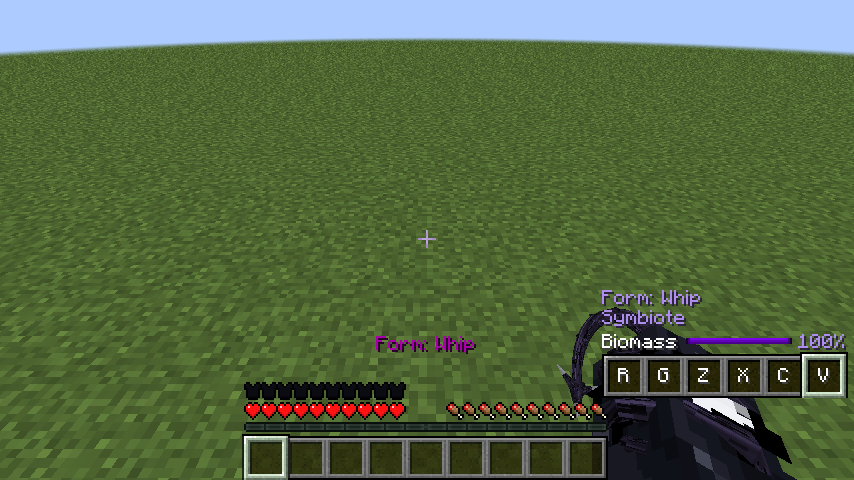 Form: Whip
Symbiote
Biomass 100%
Form: Whip
R G Z X C V